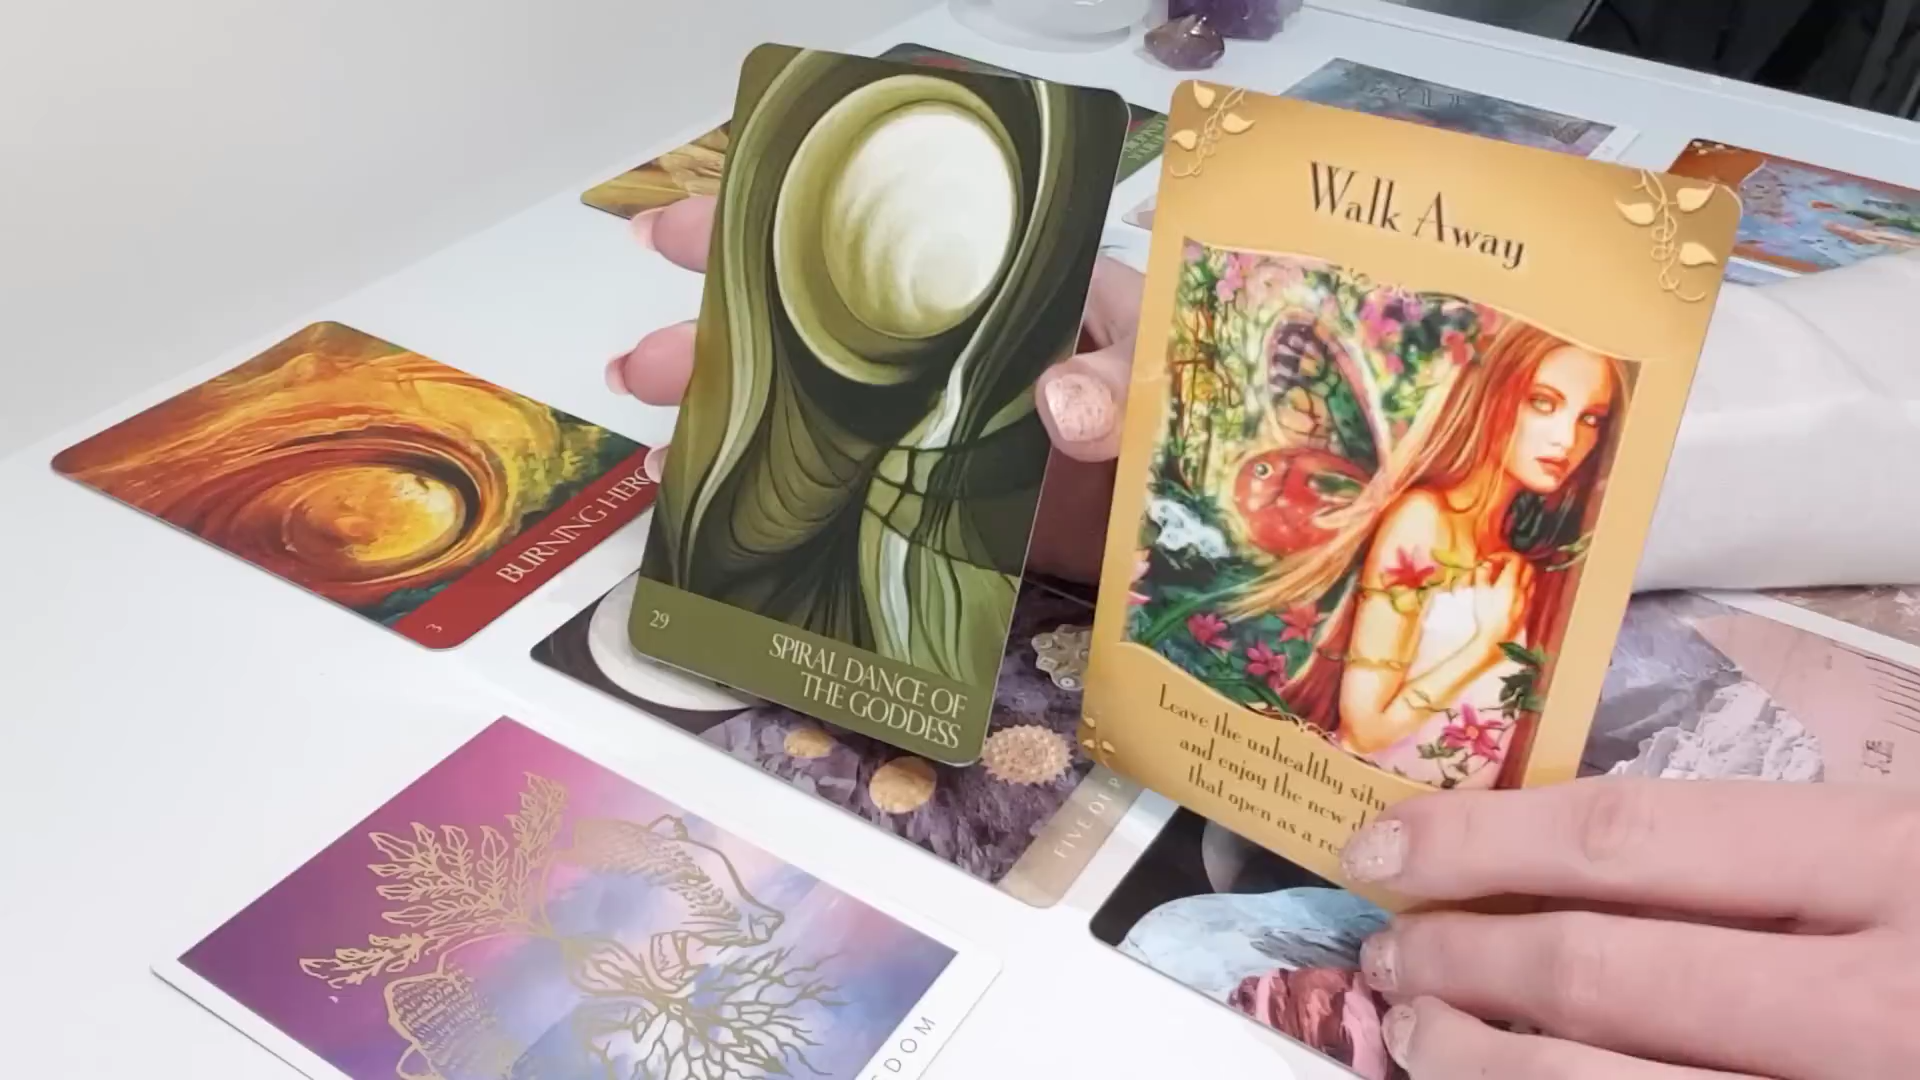 29
SPIRAL DANCE OF
THE GODDESS
Walk Away
Leave the unhealthy situ
and enjoy the new d
that open as a re
BURNING HERO
3
FIVE OF P
SDOM